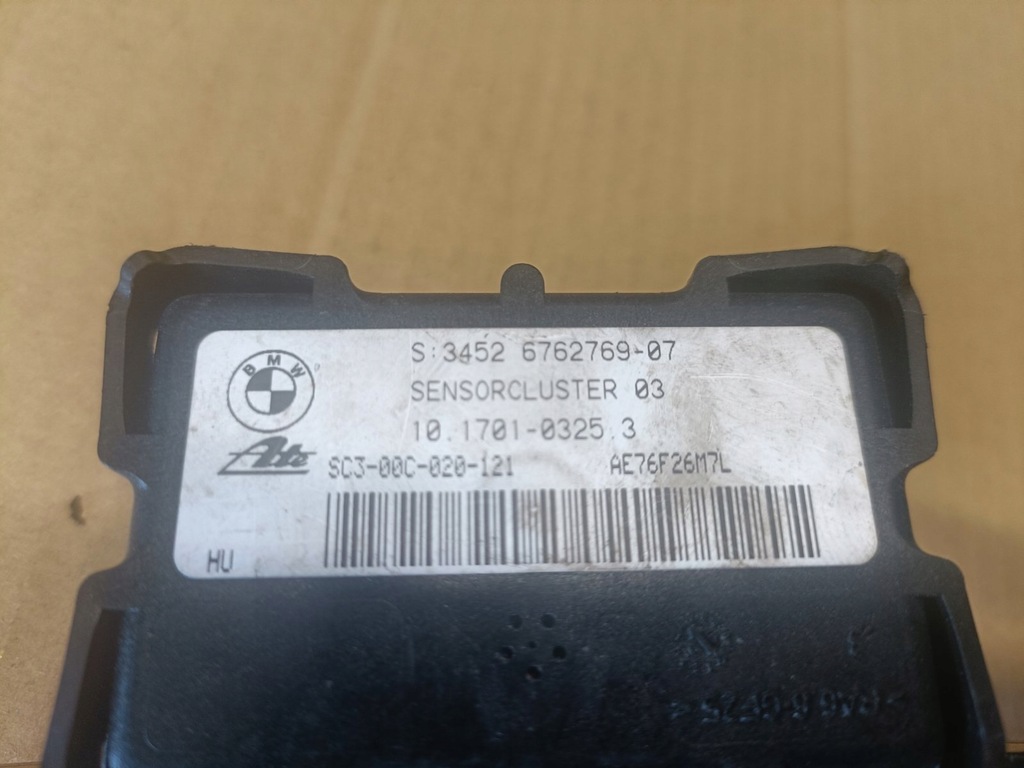 S:3452 6762769-07
BMW
SENSORCLUSTER 03
10.1701-0325.3
Ate
SC3-00C-020-121 AE76F26M7L
HU